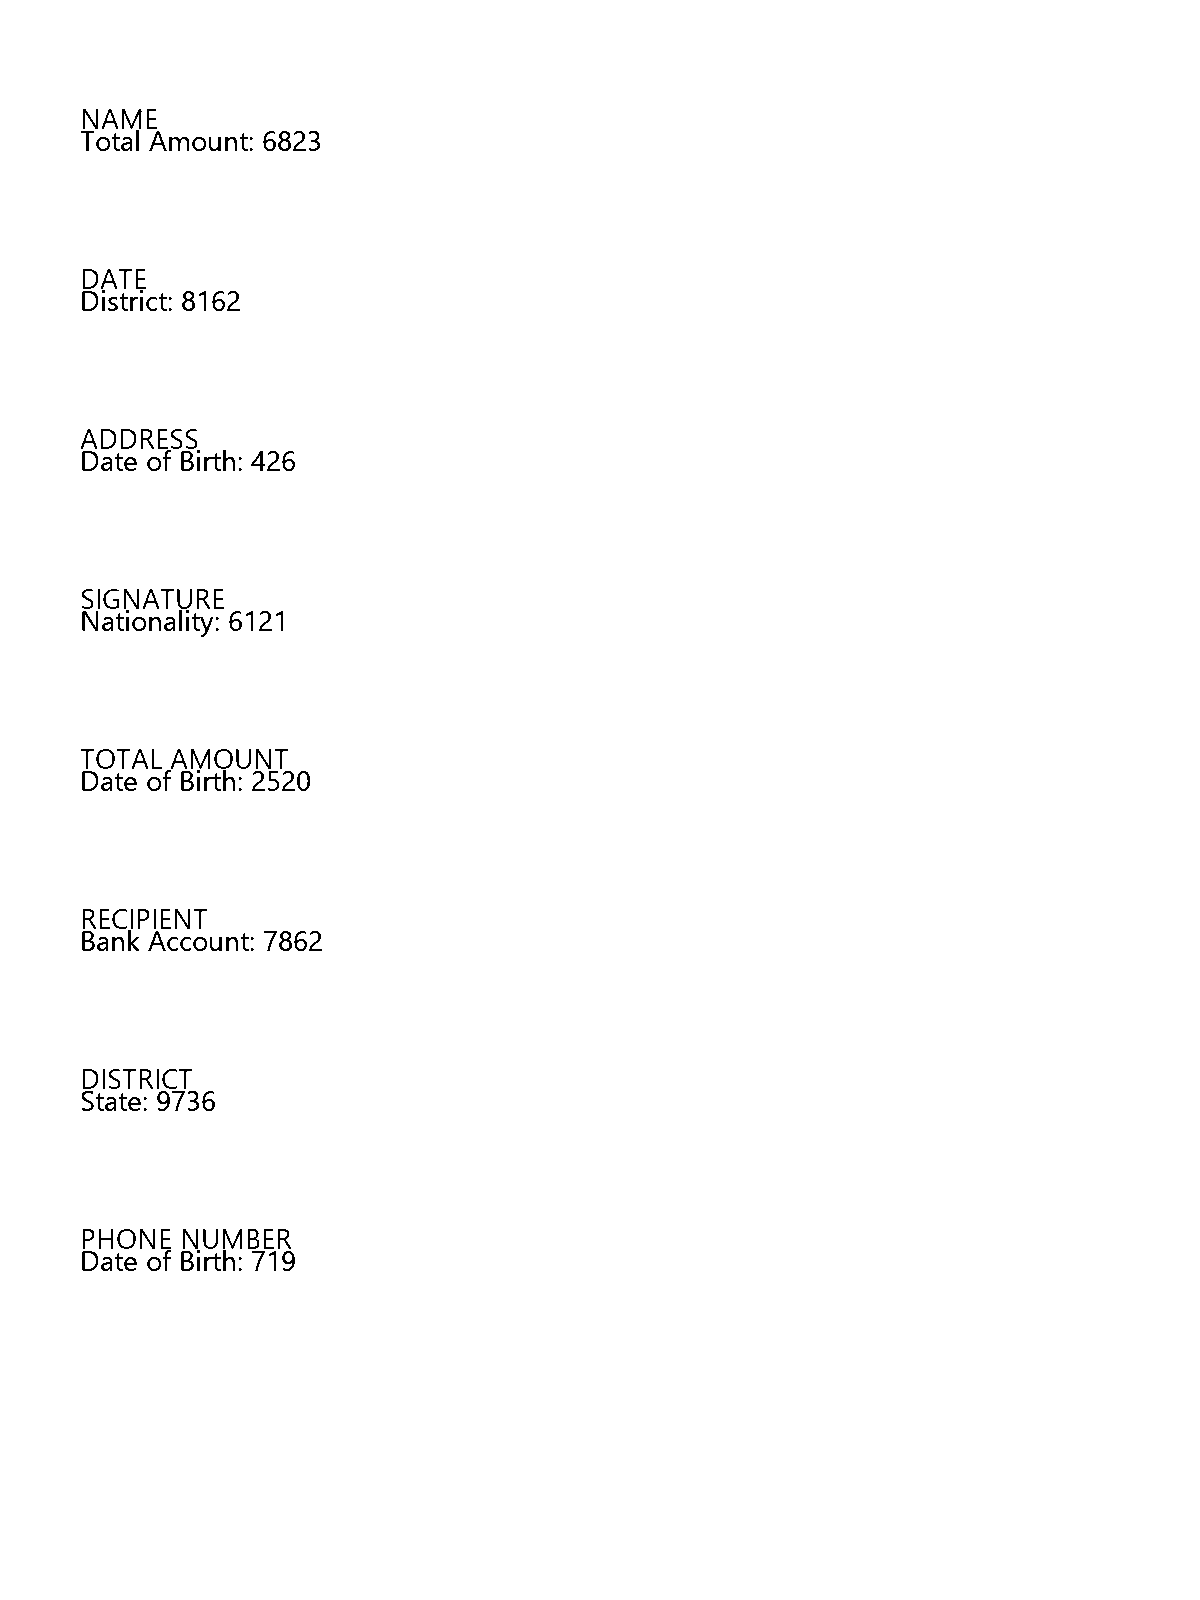 NAME
Total Amount: 6823
DATE
District: 8162
ADDRESS
Date of Birth: 426
SIGNATURE
Nationality: 6121
TOTAL AMOUNT
Date of Birth: 2520
RECIPIENT
Bank Account: 7862
DISTRICT
State: 9736
PHONE NUMBER
Date of Birth: 719